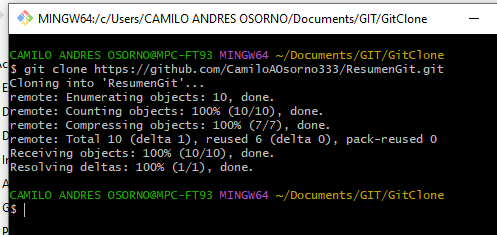 MINGW64:/c/Users/CAMILO ANDRES OSORNO/Documents/GIT/GitClone
CAMILO ANDRES OSORNO@MPC-FT93 MINGW64 ~/Documents/GIT/GitClone
$ git clone https://github.com/CamiloAOsorno333/ResumenGit.git
Cloning into 'ResumenGit'...
remote: Enumerating objects: 10, done.
remote: Counting objects: 100% (10/10), done.
remote: Compressing objects: 100% (7/7), done.
remote: Total 10 (delta 1), reused 6 (delta 0), pack-reused 0
Receiving objects: 100% (10/10), done.
Resolving deltas: 100% (1/1), done.
CAMILO ANDRES OSORNO@MPC-FT93 MINGW64 ~/Documents/GIT/GitClone
$